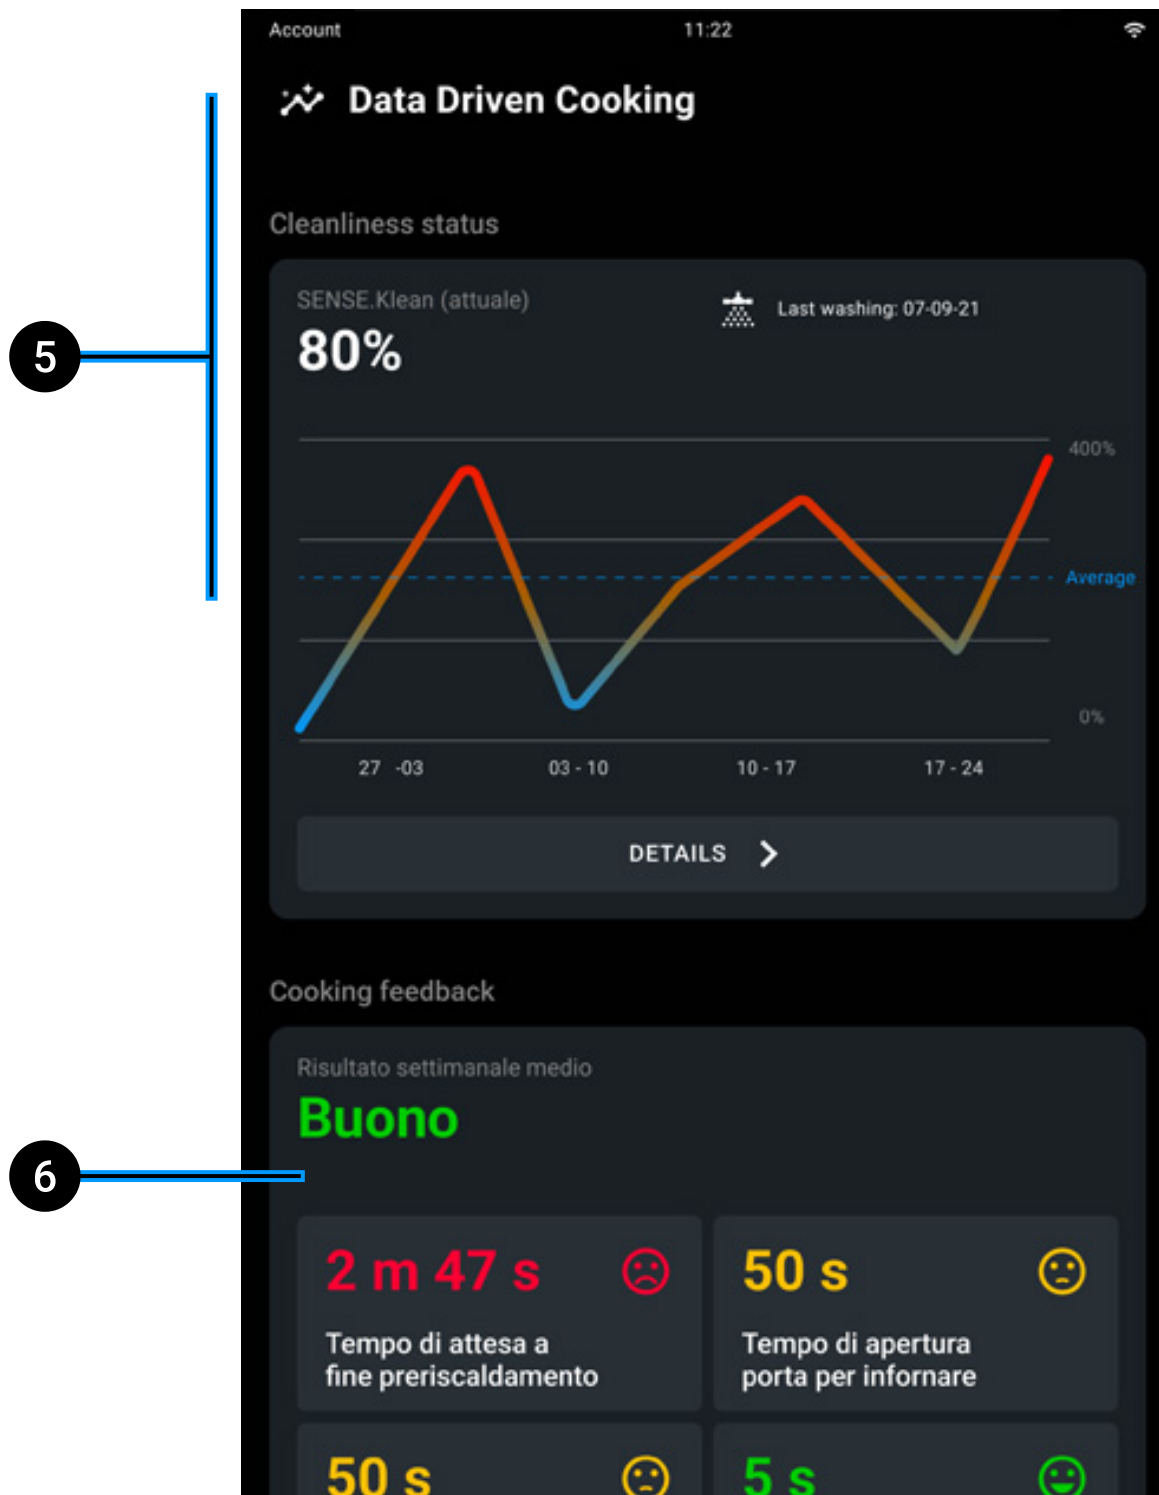 Account 11:22
Data Driven Cooking
Cleanliness status
SENSE.Klean (attuale)
80%
Last washing: 07-09-21
5
400%
Average
0%
27 -03 03 - 10 10 - 17 17 - 24
DETAILS
Cooking feedback
Risultato settimanale medio
Buono
6
2 m 47 s
Tempo di attesa a
fine preriscaldamento
50 s
Tempo di apertura
porta per infornare
50 s
5 s